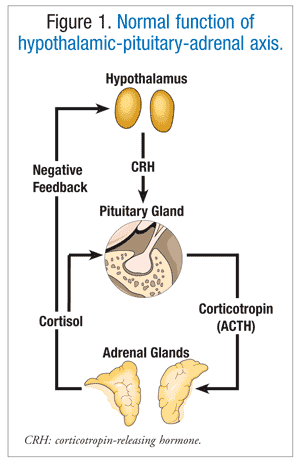 Figure 1. Normal function of
hypothalamic-pituitary-adrenal axis.
Hypothalamus
CRH
Negative
Feedback
Pituitary Gland
Cortisol
Corticotropin
(ACTH)
Adrenal Glands
CRH: corticotropin-releasing hormone.